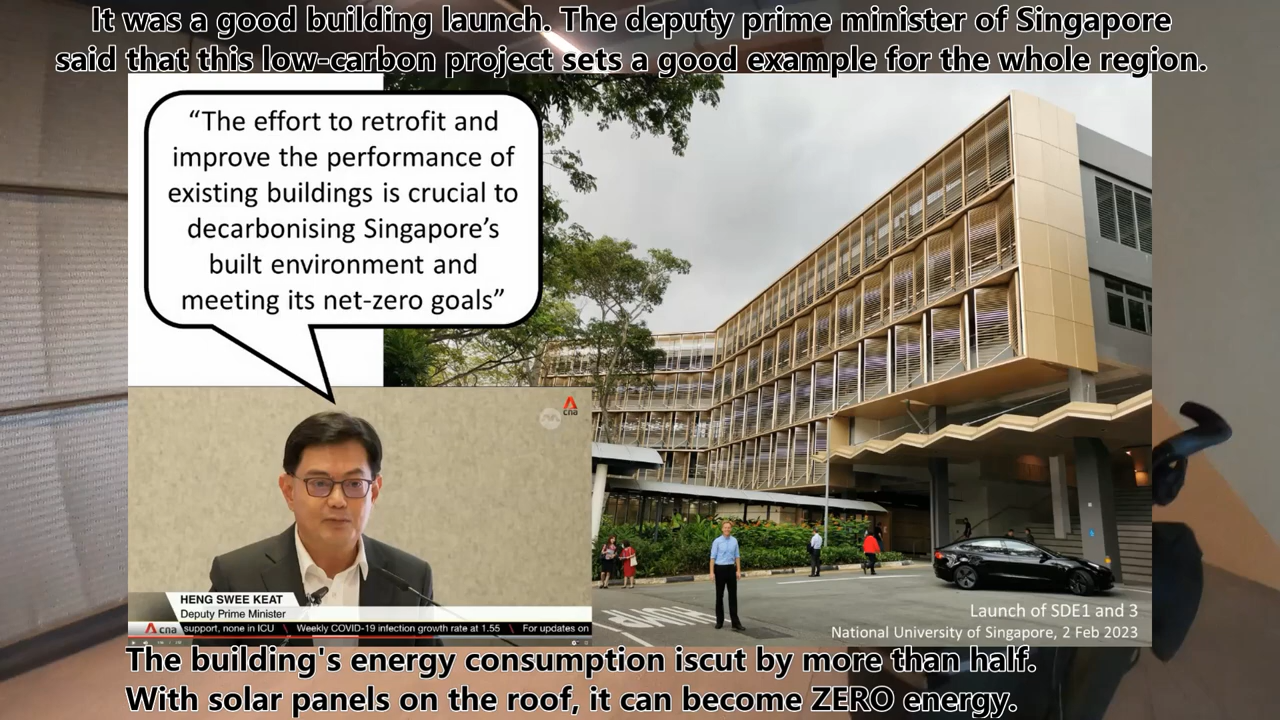 It was a good building launch. The deputy prime minister of Singapore
said that this low-carbon project sets a good example for the whole region.
“The effort to retrofit and
improve the performance of
existing buildings is crucial to
decarbonising Singapore’s
built environment and
meeting its net-zero goals”
cna
HENG SWEE KEAT
Deputy Prime Minister
cna support, none in ICU \ Weekly COVID-19 infection growth rate at 1.55 \ For updates on
HUMP
Launch of SDE1 and 3
National University of Singapore, 2 Feb 2023
The building's energy consumption iscut by more than half.
With solar panels on the roof, it can become ZERO energy.